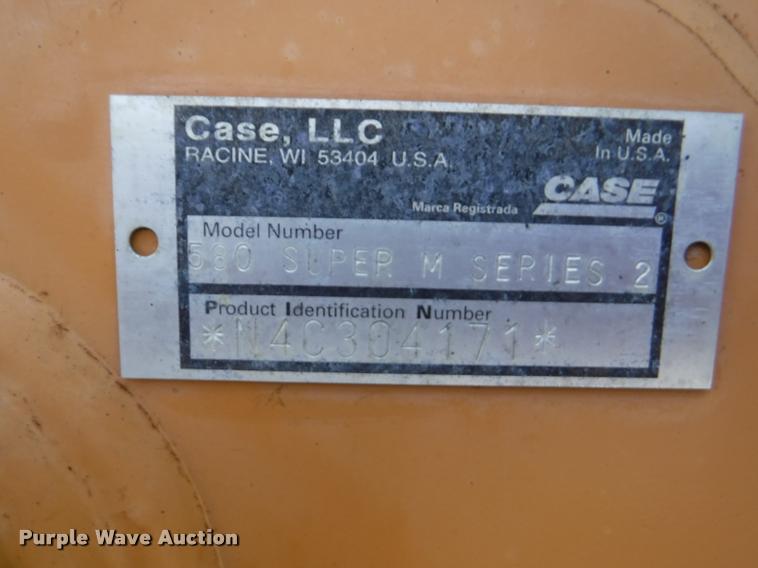 Case, LLC
RACINE, WI 53404 U.S.A.
Made
In U.S.A.
Marca Registrada
CASE
®
Model Number
580 SUPER M SERIES 2
Product Identification Number
*N4C304171*
Purple Wave Auction